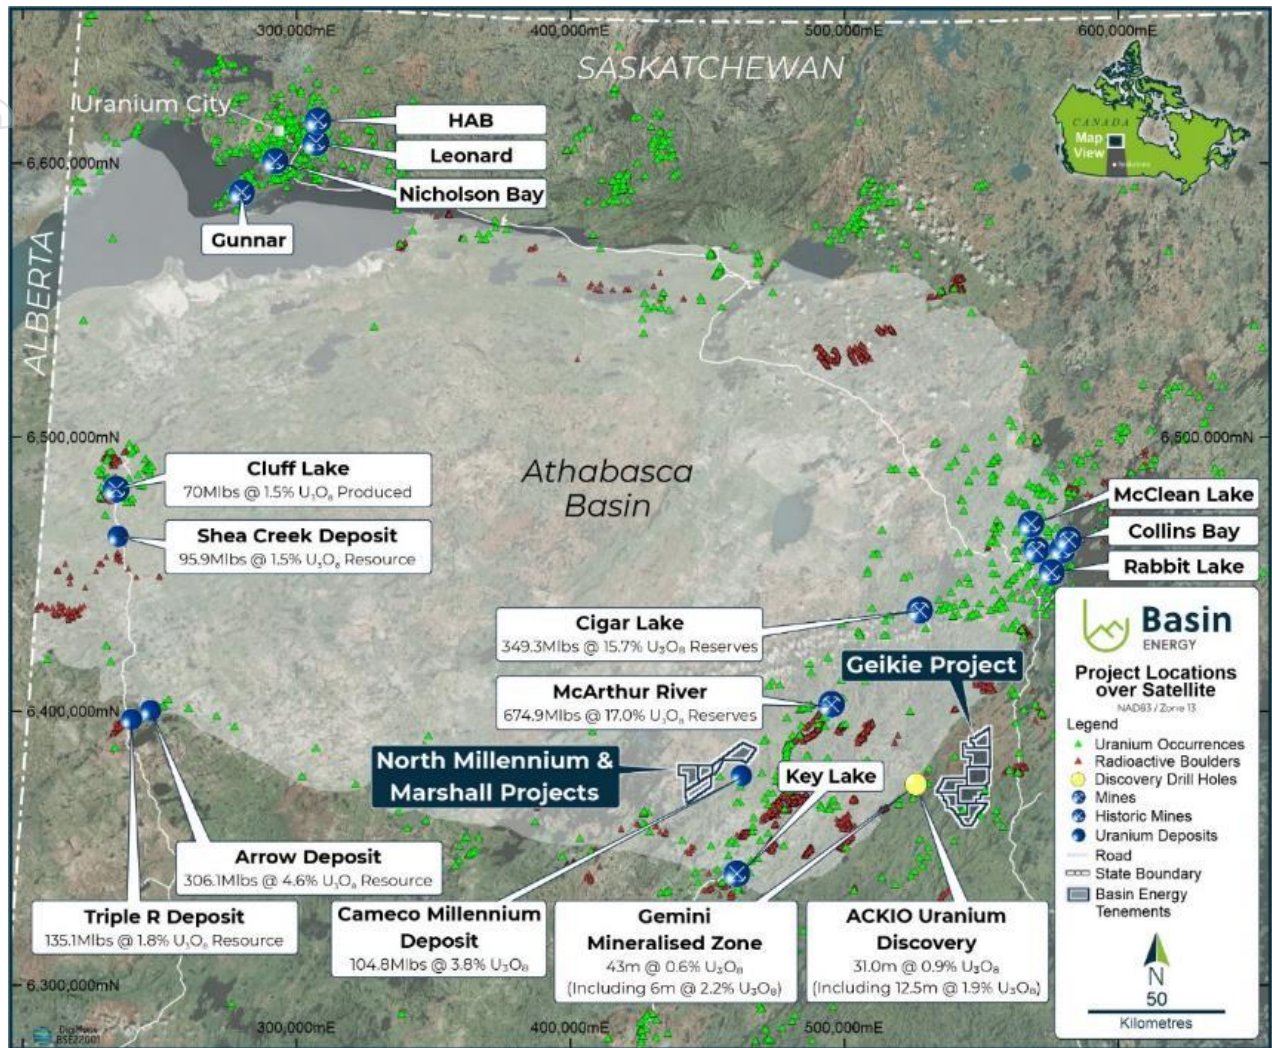 300,000mE
400,000mE
500,000mE
600,000mE
SASKATCHEWAN
Uranium City
HAB
Leonard
Nicholson Bay
Gunnar
6,600,000mN
ALBERTA
CANADA
Map
View
6,500,000mN
6,500,000mN
Cluff Lake
70Mlbs @ 1.5% U₃O₈ Produced
Shea Creek Deposit
95.9Mlbs @ 1.5% U₃O₈ Resource
Athabasca
Basin
McClean Lake
Collins Bay
Rabbit Lake
Cigar Lake
349.3Mlbs @ 15.7% U₃O₈ Reserves
Geikie Project
McArthur River
674.9Mlbs @ 17.0% U₃O₈ Reserves
6,400,000mN
North Millennium &
Marshall Projects
Key Lake
Arrow Deposit
306.1Mlbs @ 4.6% U₃O₈ Resource
Triple R Deposit
135.1Mlbs @ 1.8% U₃O₈ Resource
Cameco Millennium
Deposit
104.8Mlbs @ 3.8% U₃O₈
Gemini
Mineralised Zone
43m @ 0.6% U₃O₈
(Including 6m @ 2.2% U₃O₈)
ACKIO Uranium
Discovery
31.0m @ 0.9% U₃O₈
(Including 12.5m @ 1.9% U₃O₈)
6,300,000mN
300,000mE
400,000mE
500,000mE
Basin
ENERGY
Project Locations
over Satellite
NAD83 / Zone 13
Legend
Uranium Occurrences
Radioactive Boulders
Discovery Drill Holes
Mines
Historic Mines
Uranium Deposits
Road
State Boundary
Basin Energy
Tenements
N
50
Kilometres
BSE22001